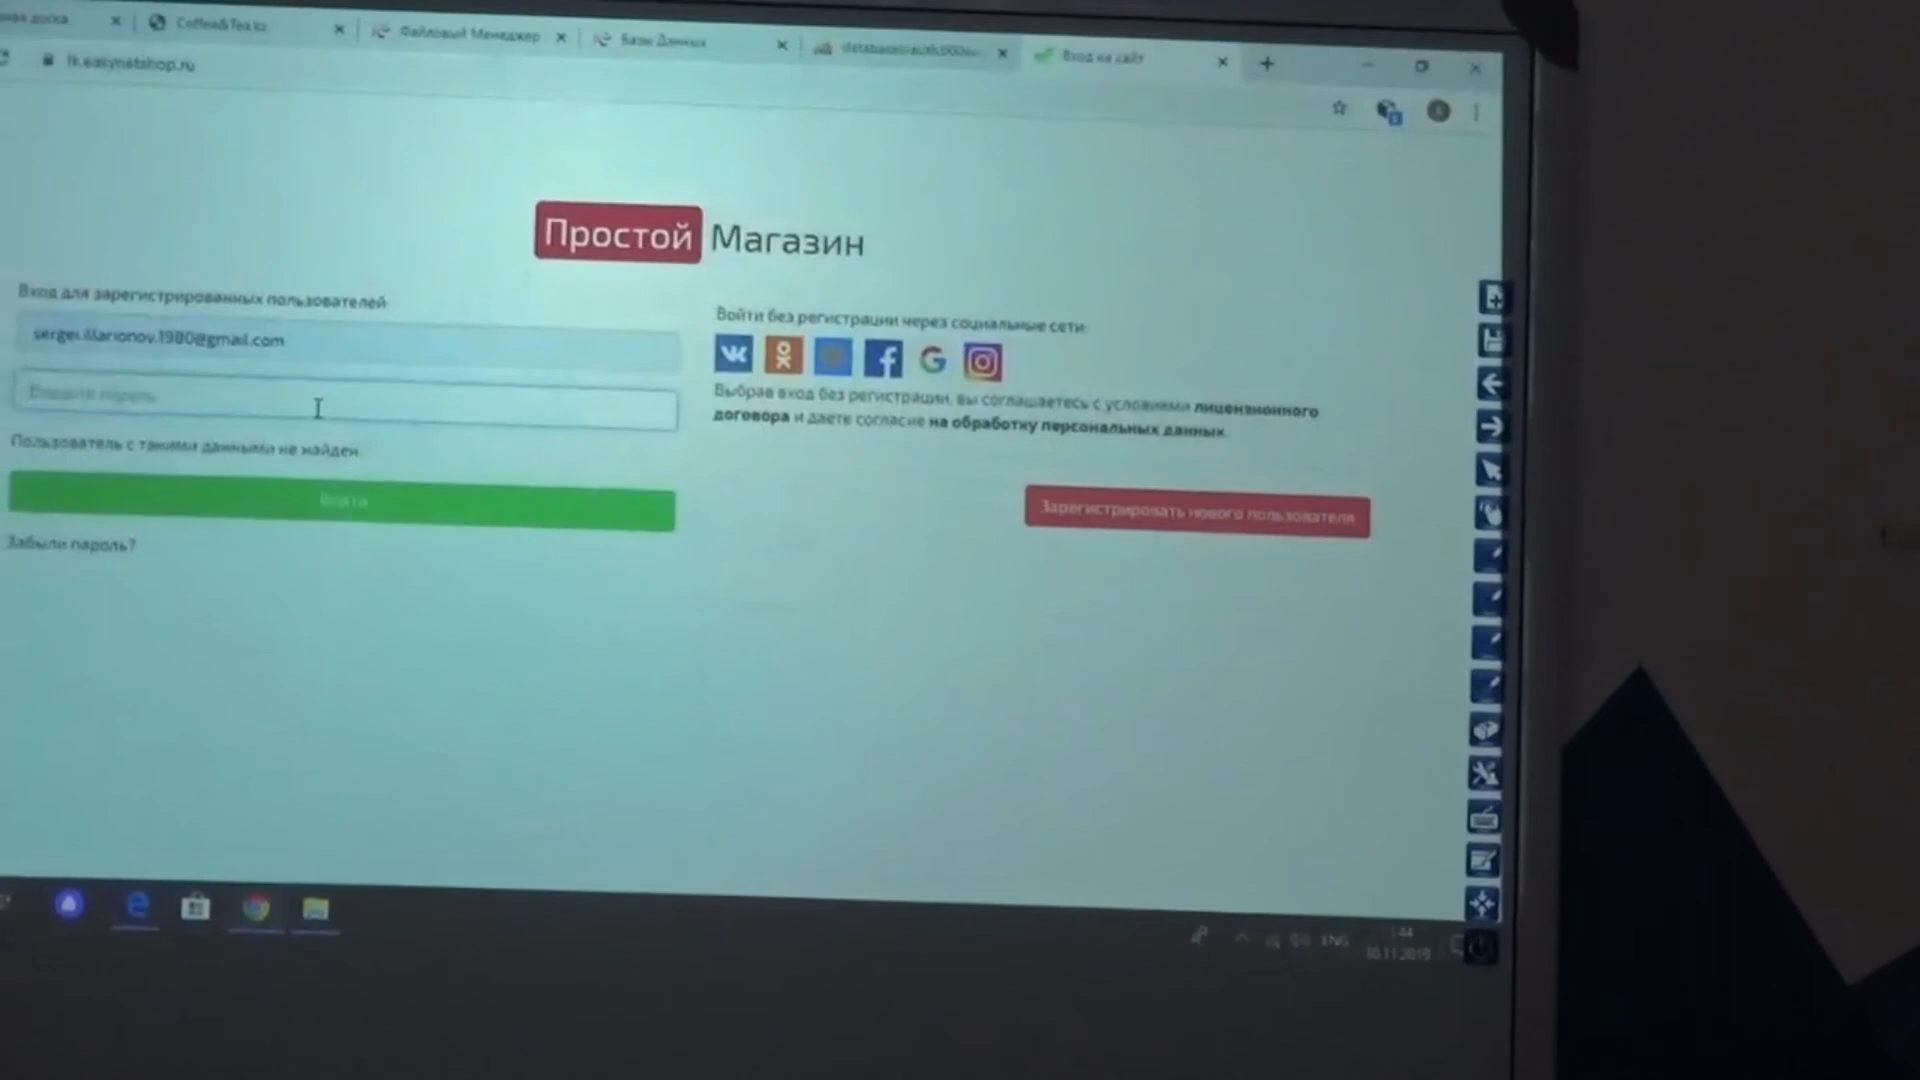 Coffee&Tea.kz
Файловый Менеджер
Базы Данных
Вход на сайт
lk.easynetshop.ru
Простой Магазин
Вход для зарегистрированных пользователей:
sergei.illarionov.1980@gmail.com
Введите пароль
Пользователь с такими данными не найден.
Войти
Забыли пароль?
Войти без регистрации через социальные сети:
Выбрав вход без регистрации, вы соглашаетесь с условиями лицензионного
договора и даете согласие на обработку персональных данных.
Зарегистрировать нового пользователя
ENG